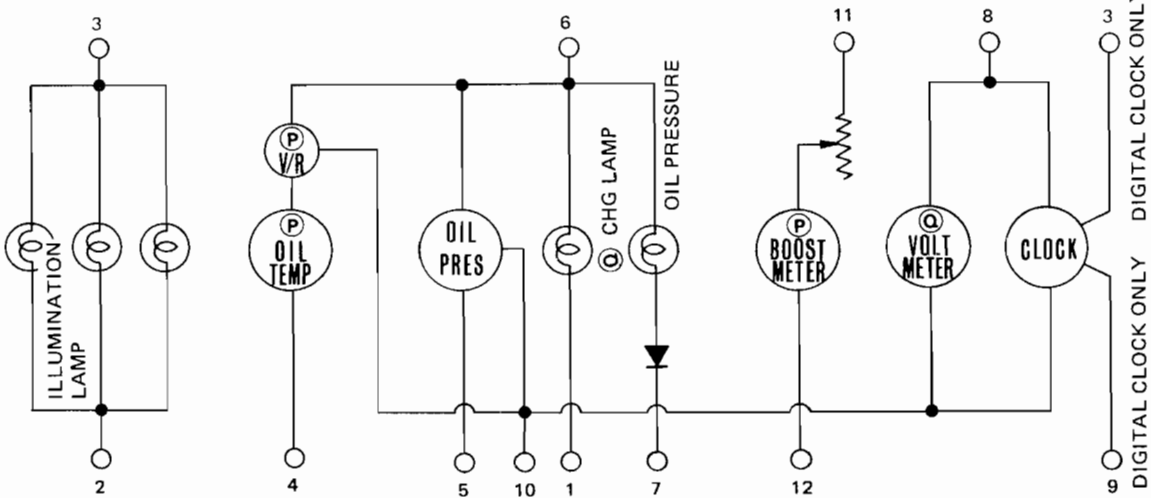 3
6
11
8
3
DIGITAL CLOCK ONLY
OIL PRESSURE
Ⓠ CHG LAMP
Ⓟ
V/R
ILLUMINATION
LAMP
Ⓟ
OIL
TEMP
OIL
PRES
Ⓟ
BOOST
METER
Ⓠ
VOLT
METER
CLOCK
DIGITAL CLOCK ONLY
2
4
5
10
1
7
12
9